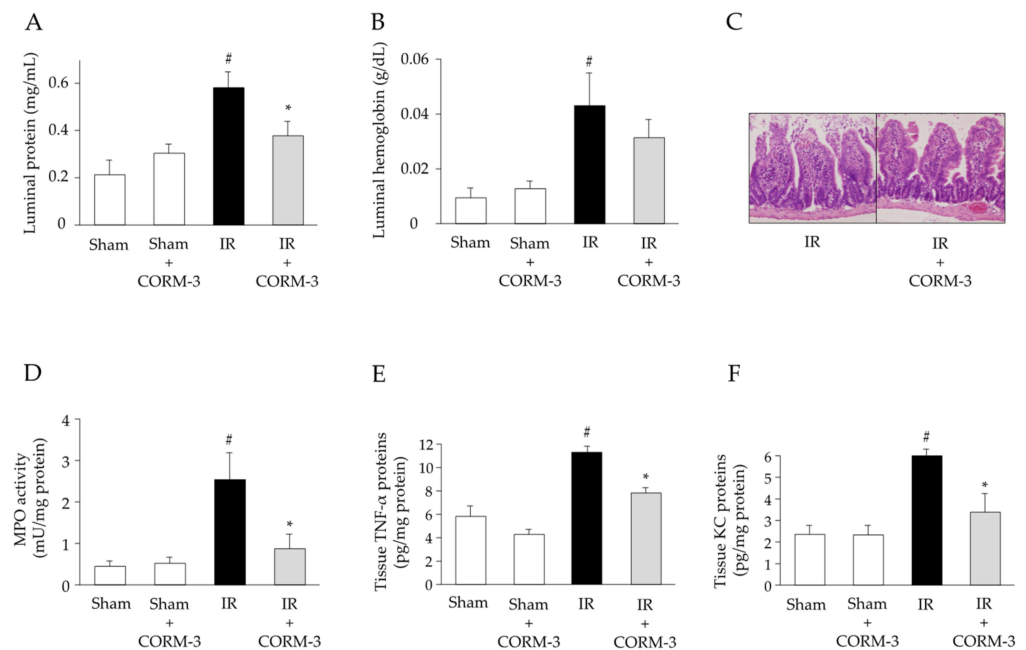 A
Luminal protein (mg/mL)
0.6
0.4
0.2
0
#
*
Sham
Sham
+
CORM-3
IR
IR
+
CORM-3
B
Luminal hemoglobin (g/dL)
0.06
0.04
0.02
0
#
Sham
Sham
+
CORM-3
IR
IR
+
CORM-3
C
IR
IR
+
CORM-3
D
MPO activity
(mU/mg protein)
4
3
2
1
0
#
*
Sham
Sham
+
CORM-3
IR
IR
+
CORM-3
E
Tissue TNF-α proteins
(pg/mg protein)
12
10
8
6
4
2
0
#
*
Sham
Sham
+
CORM-3
IR
IR
+
CORM-3
F
Tissue KC proteins
(pg/mg protein)
6
5
4
3
2
1
0
#
*
Sham
Sham
+
CORM-3
IR
IR
+
CORM-3